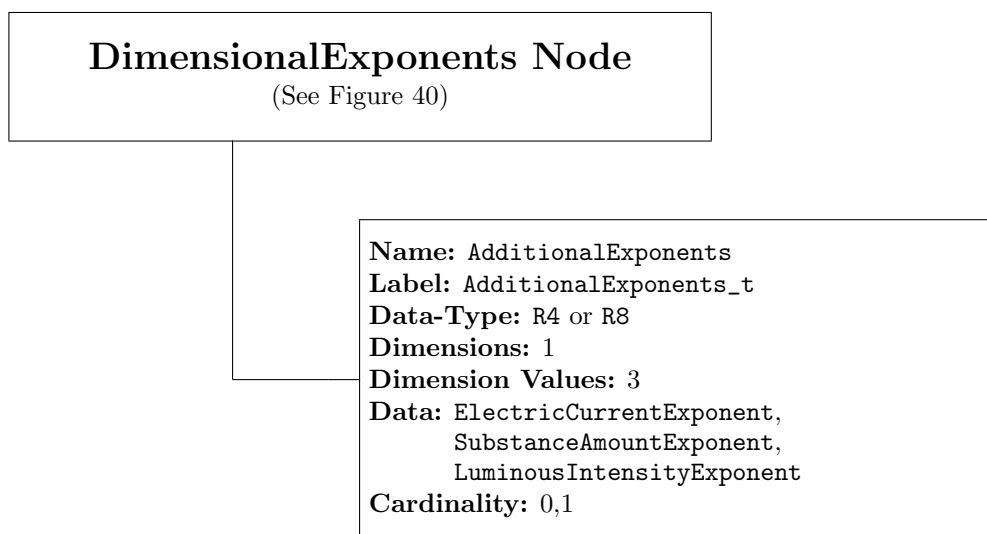 DimensionalExponents Node
(See Figure 40)
Name: AdditionalExponents
Label: AdditionalExponents_t
Data-Type: R4 or R8
Dimensions: 1
Dimension Values: 3
Data: ElectricCurrentExponent,
SubstanceAmountExponent,
LuminousIntensityExponent
Cardinality: 0,1